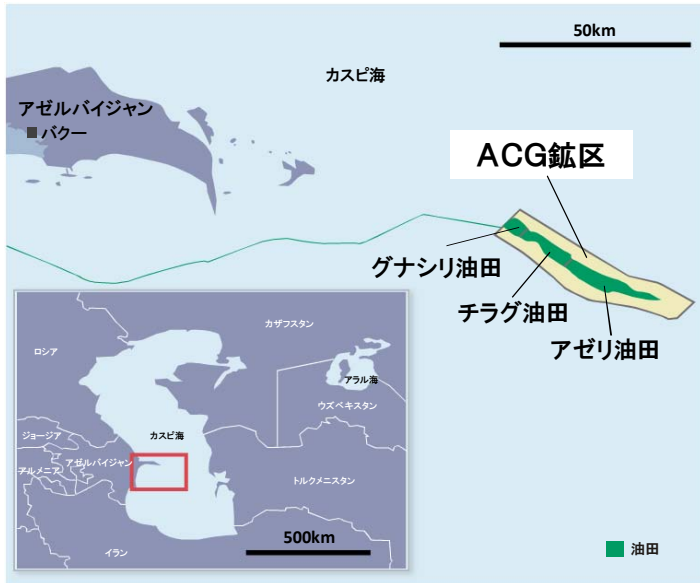 50km
カスピ海
アゼルバイジャン
バクー
ACG鉱区
グナシリ油田
チラグ油田
アゼリ油田
カザフスタン
ロシア
アラル海
ウズベキスタン
ジョージア
カスピ海
アゼルバイジャン
アルメニア
トルクメニスタン
500km
イラン
油田